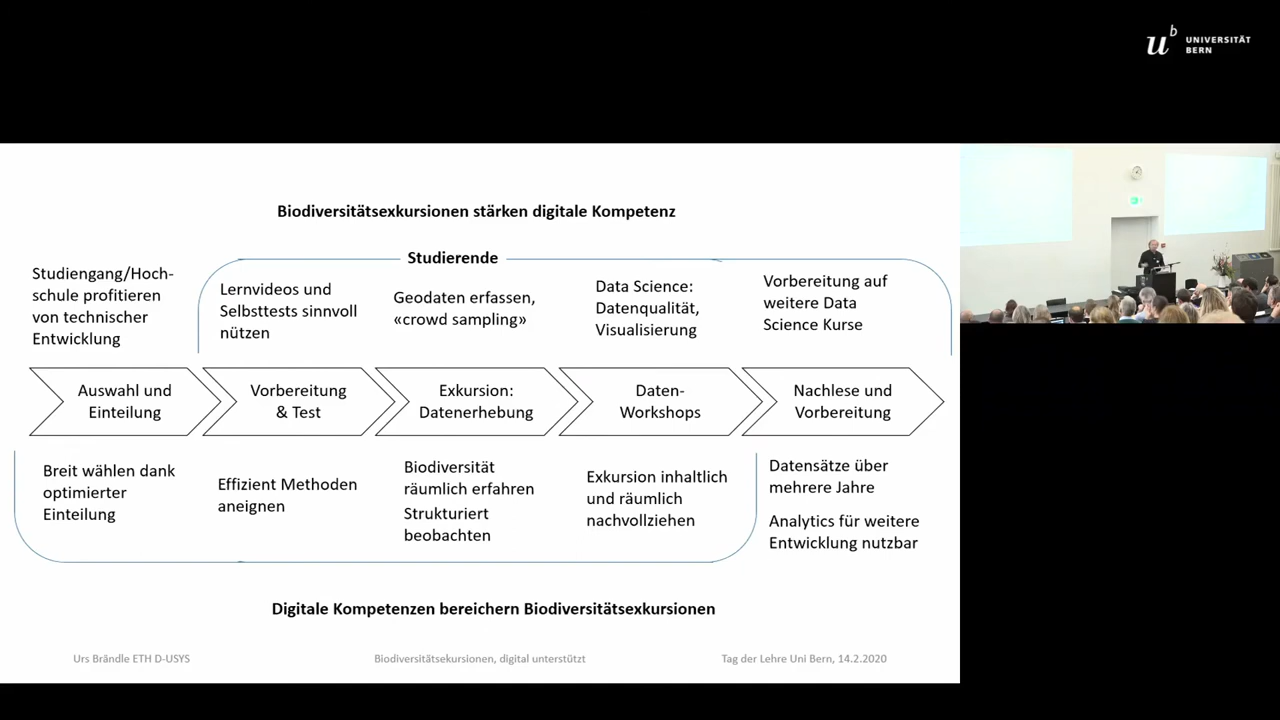 u
b
UNIVERSITÄT
BERN
Biodiversitätsexkursionen stärken digitale Kompetenz
Studierende
Studiengang/Hoch-
schule profitieren
von technischer
Entwicklung
Lernvideos und
Selbsttests sinnvoll
nützen
Geodaten erfassen,
«crowd sampling»
Data Science:
Datenqualität,
Visualisierung
Vorbereitung auf
weitere Data
Science Kurse
Auswahl und
Einteilung
Vorbereitung
& Test
Exkursion:
Datenerhebung
Daten-
Workshops
Nachlese und
Vorbereitung
Breit wählen dank
optimierter
Einteilung
Effizient Methoden
aneignen
Biodiversität
räumlich erfahren
Strukturiert
beobachten
Exkursion inhaltlich
und räumlich
nachvollziehen
Datensätze über
mehrere Jahre
Analytics für weitere
Entwicklung nutzbar
Digitale Kompetenzen bereichern Biodiversitätsexkursionen
Urs Brändle ETH D-USYS
Biodiversitätsekursionen, digital unterstützt
Tag der Lehre Uni Bern, 14.2.2020